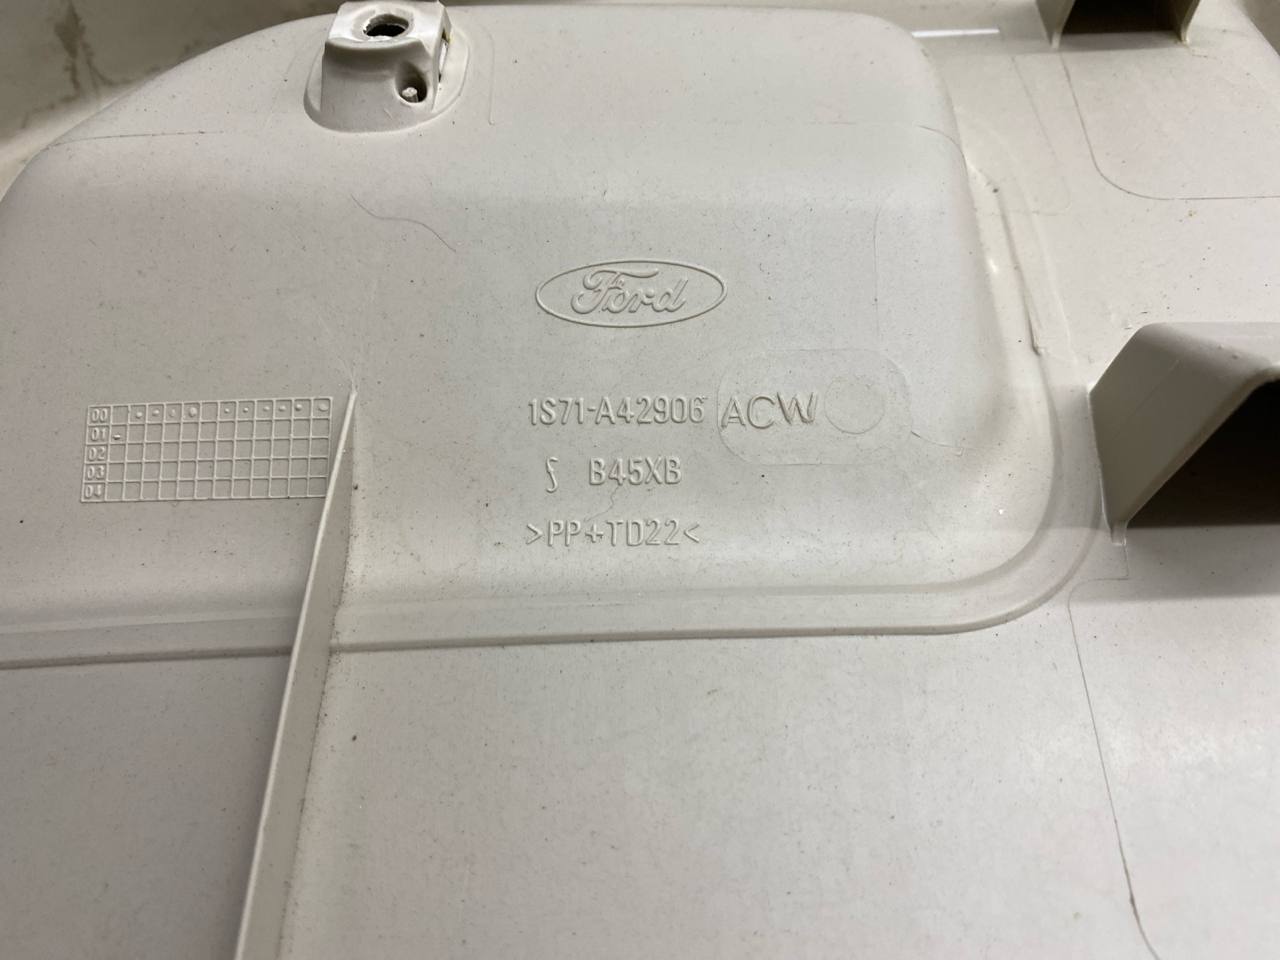 Ford
1S71-A42906 ACW
B45XB
>PP+TD22<
00
01
02
03
04